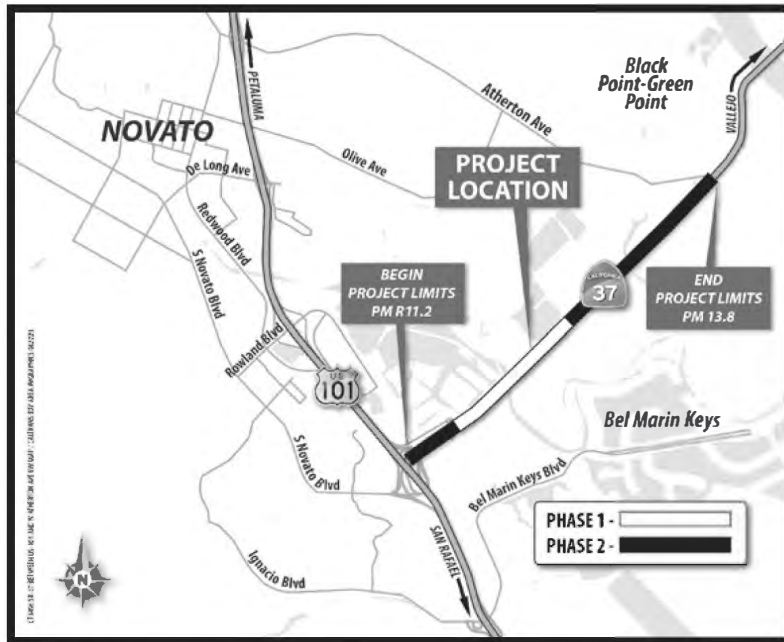 PETALUMA
NOVATO
De Long Ave
Olive Ave
Atherton Ave
Black
Point-Green
Point
VALLEJO
PROJECT
LOCATION
Redwood Blvd
S Novato Blvd
BEGIN
PROJECT LIMITS
PM R11.2
CALIFORNIA
37
END
PROJECT LIMITS
PM 13.8
Rowland Blvd
US
101
Bel Marin Keys
S Novato Blvd
Bel Marin Keys Blvd
PHASE 1 -
PHASE 2 -
SAN RAFAEL
Ignacio Blvd
N